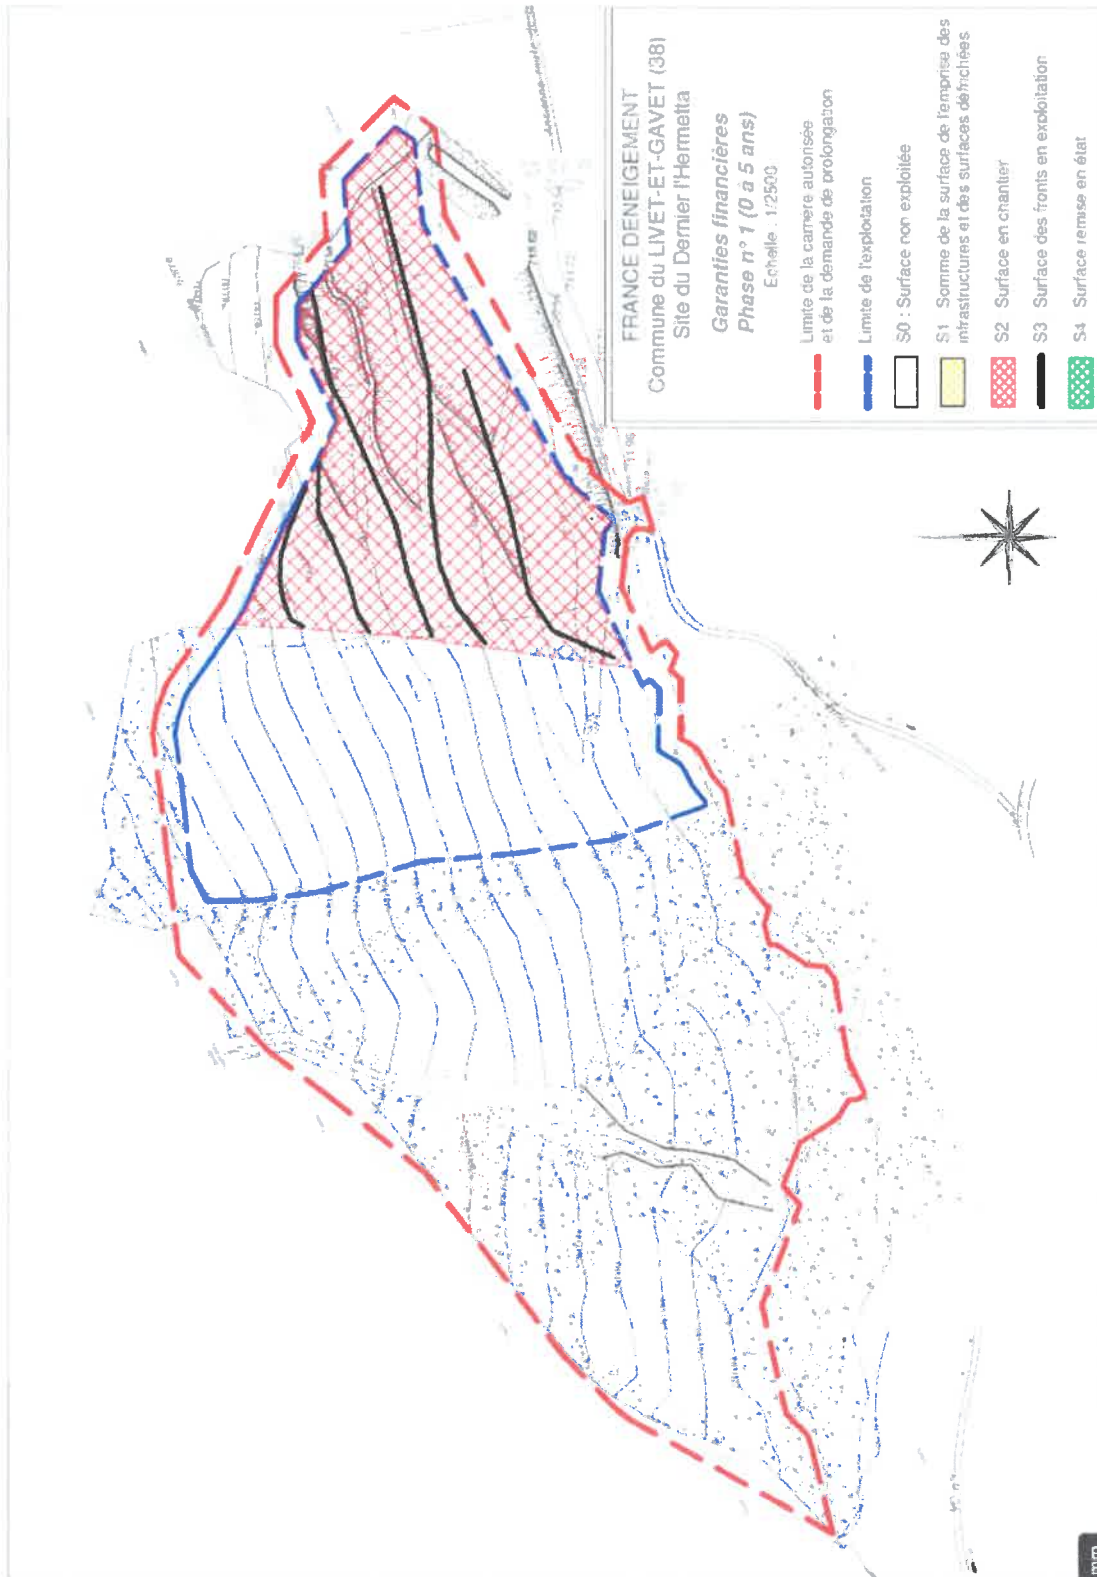 FRANCE DENEIGEMENT
Commune du LIVET-ET-GAVET (38)
Site du Dernier l'Hermetta
Garanties financières
Phase n° 1 (0 à 5 ans)
Echelle : 1/2500
Limite de la carrière autorisée
et de la demande de prolongation
Limite de l'exploitation
S0 : Surface non exploitée
S1 Somme de la surface de l'emprise des
infrastructures et des surfaces défrichées
S2 Surface en chantier
S3 Surface des fronts en exploitation
S4 Surface remise en état
mm